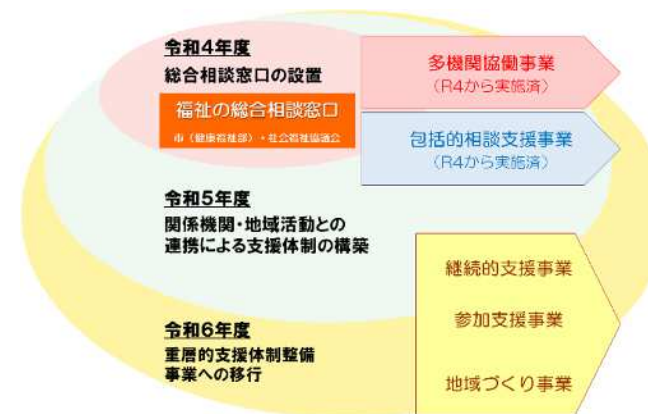 令和4年度
総合相談窓口の設置
福祉の総合相談窓口
市（健康福祉部）・社会福祉協議会
多機関協働事業
（R4から実施済）
包括的相談支援事業
（R4から実施済）
令和5年度
関係機関・地域活動との
連携による支援体制の構築
継続的支援事業
参加支援事業
地域づくり事業
令和6年度
重層的支援体制整備
事業への移行